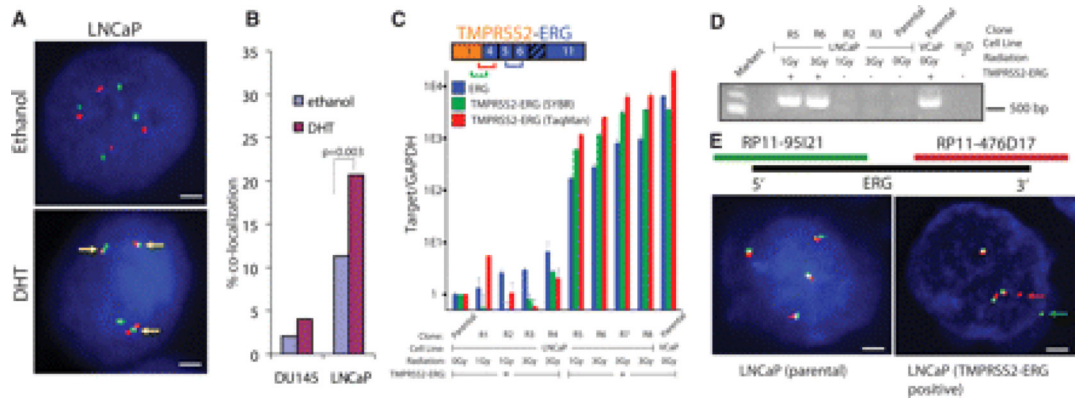 A
LNCaP
Ethanol
DHT
B
35
30
25
20
15
10
5
0
% co-localization
ethanol
DHT
p=0.003
DU145
LNCaP
C
TMPRSS2-ERG
1 4 5 6 11
ERG
TMPRSS2-ERG (SYBR)
TMPRSS2-ERG (TaqMan)
Target/GAPDH
1E4
1E3
1E2
1E1
1
Clone: Parental R1 R2 R3 R4 R5 R6 R7 R8 Parental
Cell Line: LNCaP VCaP
Radiation: 0Gy 1Gy 1Gy 3Gy 3Gy 1Gy 3Gy 3Gy 3Gy 0Gy
TMPRSS2-ERG:
D
Markers
R5 R6 R2 R3 Parental Parental Clone
LNCaP VCaP H2O Cell Line
1Gy 3Gy 1Gy 3Gy 0Gy 0Gy Radiation
+ + - - - + - TMPRSS2-ERG
500 bp
E
RP11-95I21
RP11-476D17
5' ERG 3'
LNCaP (parental)
LNCaP (TMPRSS2-ERG
positive)